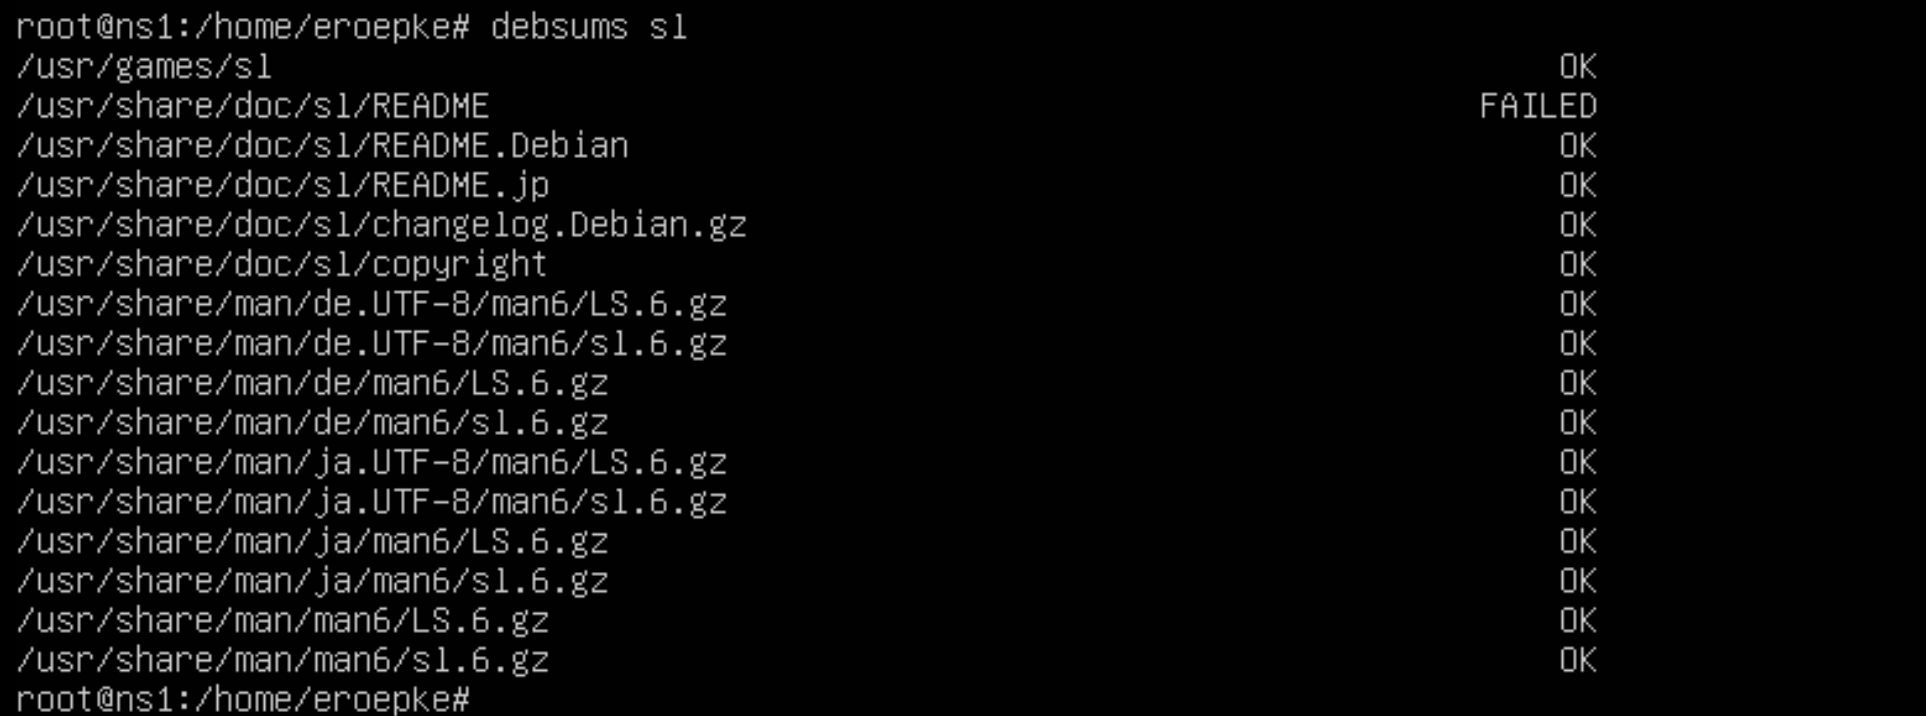 root@ns1:/home/eroepke# debsums sl
/usr/games/sl OK
/usr/share/doc/sl/README FAILED
/usr/share/doc/sl/README.Debian OK
/usr/share/doc/sl/README.jp OK
/usr/share/doc/sl/changelog.Debian.gz OK
/usr/share/doc/sl/copyright OK
/usr/share/man/de.UTF-8/man6/LS.6.gz OK
/usr/share/man/de.UTF-8/man6/sl.6.gz OK
/usr/share/man/de/man6/LS.6.gz OK
/usr/share/man/de/man6/sl.6.gz OK
/usr/share/man/ja.UTF-8/man6/LS.6.gz OK
/usr/share/man/ja.UTF-8/man6/sl.6.gz OK
/usr/share/man/ja/man6/LS.6.gz OK
/usr/share/man/ja/man6/sl.6.gz OK
/usr/share/man/man6/LS.6.gz OK
/usr/share/man/man6/sl.6.gz OK
root@ns1:/home/eroepke#